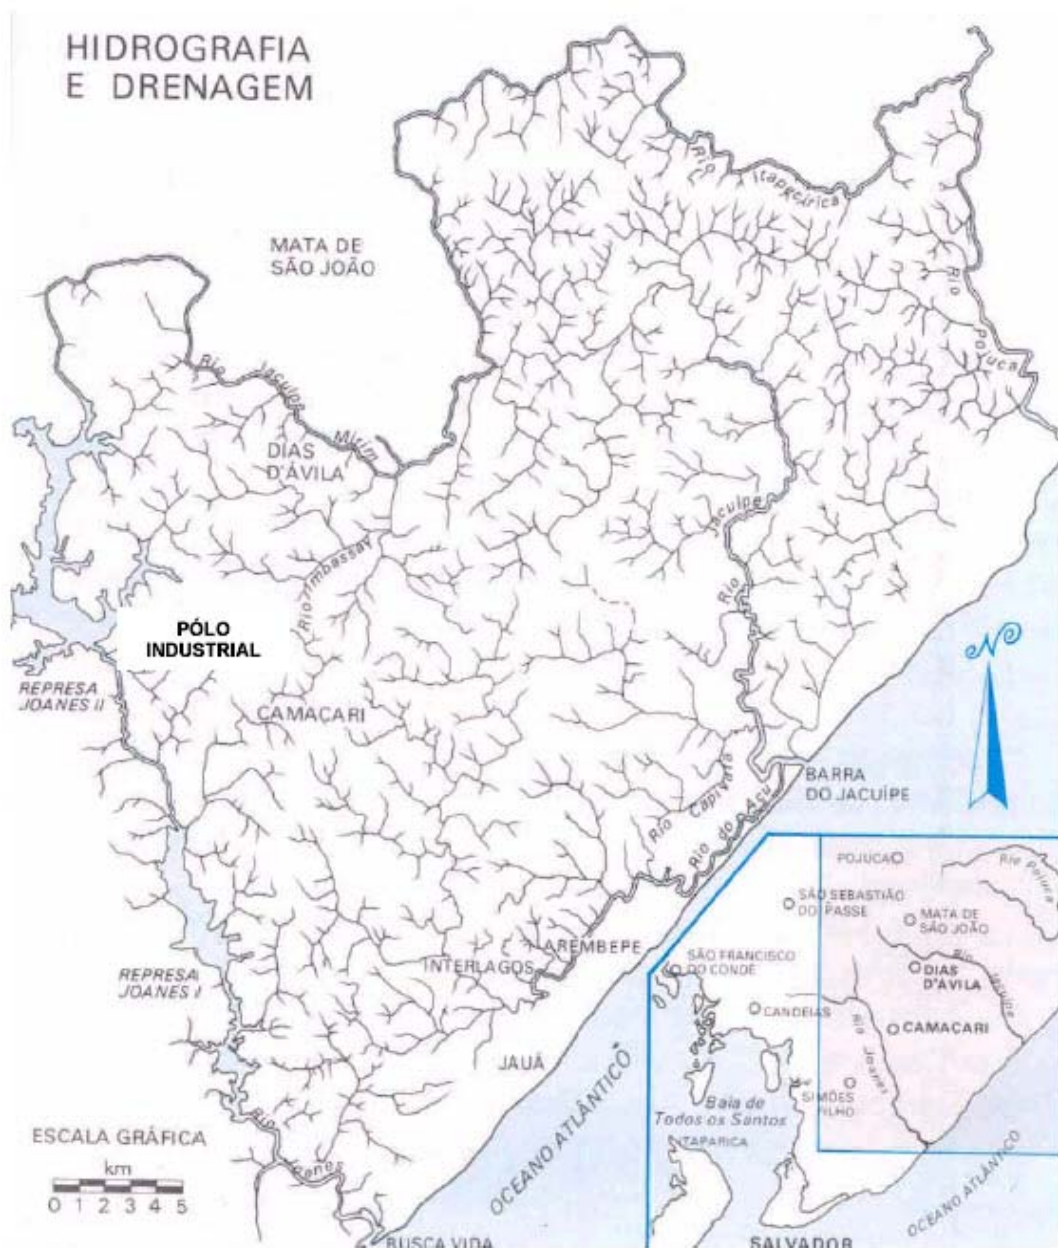 HIDROGRAFIA
E DRENAGEM
Rio
Itapecirica
MATA DE
SÃO JOÃO
Rio
Pojuca
Rio
Jacuípe
Mirim
DIAS
D'ÁVILA
Jacuípe
Rio
Rio Imbassay
PÓLO
INDUSTRIAL
N
REPRESA
JOANES II
CAMACARI
BARRA
DO JACUÍPE
Rio Capivara
Rio do Açu
AREMBEPE
INTERLAGOS
REPRESA
JOANES I
JAUÁ
OCEANO ATLÂNTICO
Rio
Joanes
ESCALA GRÁFICA
km
0 1 2 3 4 5
BUSCA VIDA
POJUCA
Rio Pojuca
SÃO SEBASTIÃO
DO PASSE
MATA DE
SÃO JOÃO
SÃO FRANCISCO
DO CONDE
Rio Jacuípe
DIAS
D'ÁVILA
CANDEIAS
CAMACARI
Rio Joanes
SIMÕES
FILHO
Baia de
Todos os Santos
ITAPARICA
OCEANO ATLÂNTICO
SALVADOR